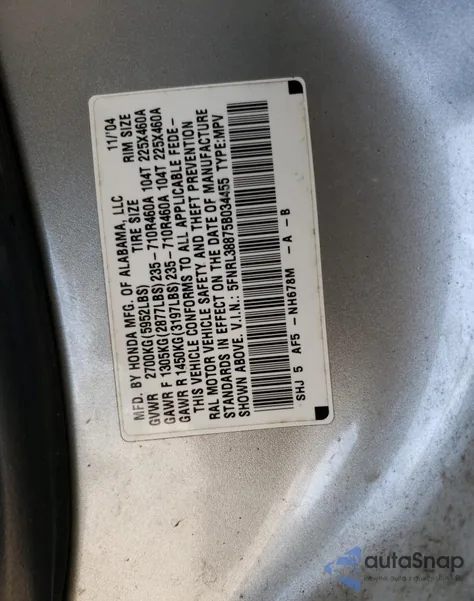 MFD. BY HONDA MFG. OF ALABAMA, LLC 11/'04
TIRE SIZE RIM SIZE
GVWR 2700KG(5952LBS)
GAWR F 1305KG(2877LBS)235-710R460A 104T 225X460A
GAWR R 1450KG(3197LBS)235-710R460A 104T 225X460A
THIS VEHICLE CONFORMS TO ALL APPLICABLE FEDE-
RAL MOTOR VEHICLE SAFETY AND THEFT PREVENTION
STANDARDS IN EFFECT ON THE DATE OF MANUFACTURE
SHOWN ABOVE. V.I.N.: 5FNRL38875B034455 TYPE:MPV
SHJ 5 AF5 - NH678M - A - B
autaSnap